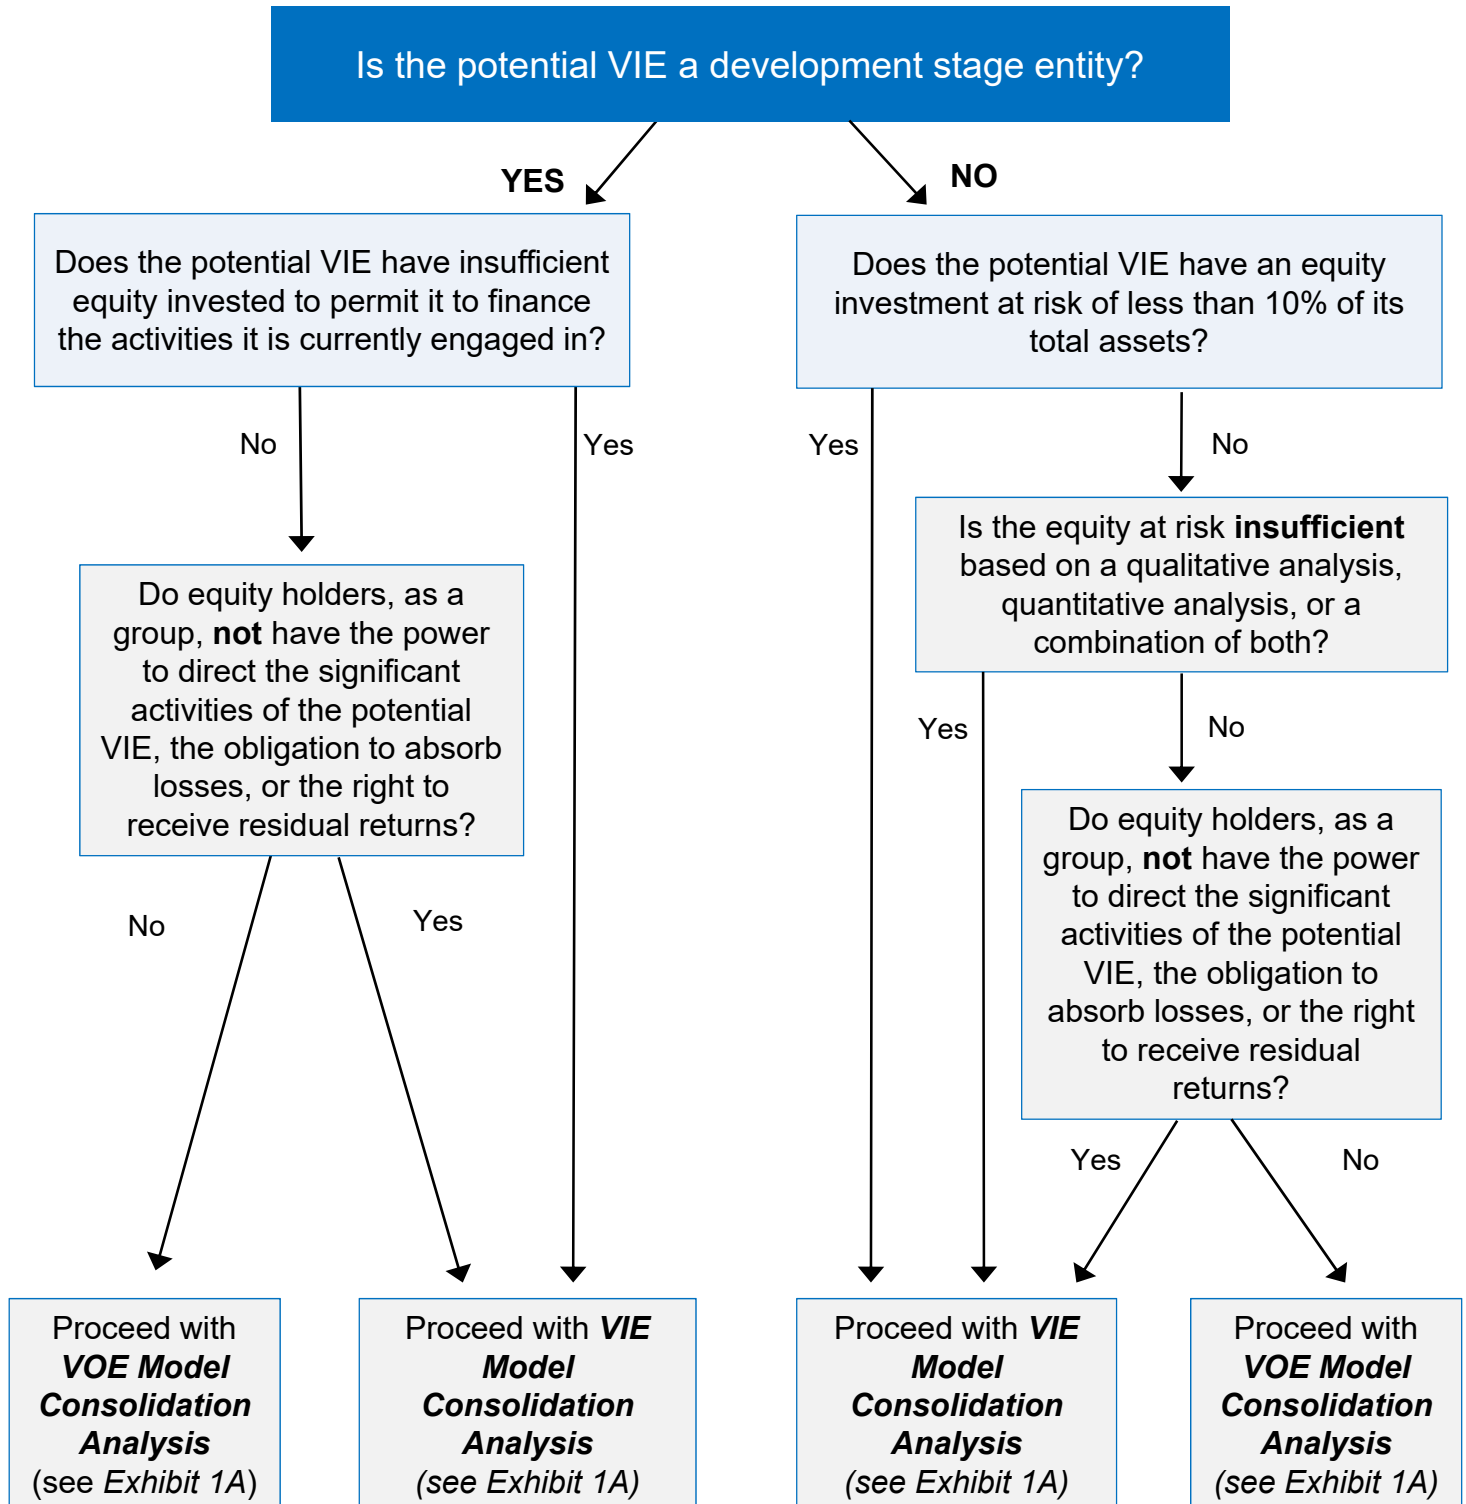 Is the potential VIE a development stage entity?
YES
NO
Does the potential VIE have insufficient
equity invested to permit it to finance
the activities it is currently engaged in?
Does the potential VIE have an equity
investment at risk of less than 10% of its
total assets?
No
Yes
Yes
No
Do equity holders, as a
group, not have the power
to direct the significant
activities of the potential
VIE, the obligation to absorb
losses, or the right to
receive residual returns?
Is the equity at risk insufficient
based on a qualitative analysis,
quantitative analysis, or a
combination of both?
Yes
No
Do equity holders, as a
group, not have the power
to direct the significant
activities of the potential
VIE, the obligation to
absorb losses, or the right
to receive residual
returns?
No
Yes
Yes
No
Proceed with
VOE Model
Consolidation
Analysis
(see Exhibit 1A)
Proceed with VIE
Model
Consolidation
Analysis
(see Exhibit 1A)
Proceed with VIE
Model
Consolidation
Analysis
(see Exhibit 1A)
Proceed with
VOE Model
Consolidation
Analysis
(see Exhibit 1A)